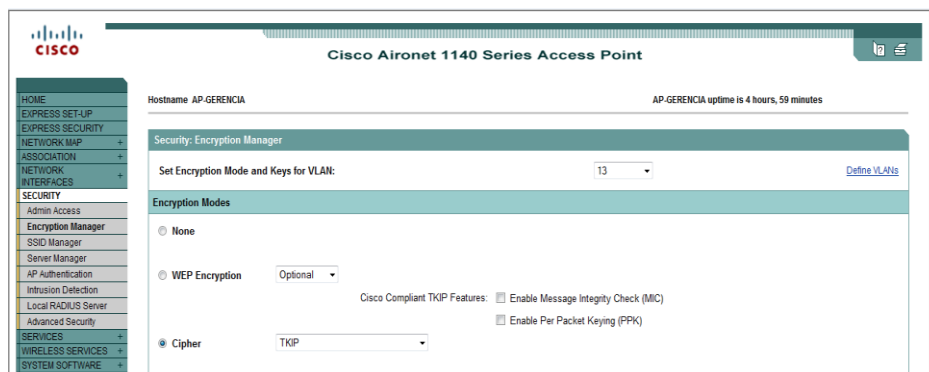 CISCO
Cisco Aironet 1140 Series Access Point
HOME
EXPRESS SET-UP
EXPRESS SECURITY
NETWORK MAP +
ASSOCIATION +
NETWORK
INTERFACES +
SECURITY
Admin Access
Encryption Manager
SSID Manager
Server Manager
AP Authentication
Intrusion Detection
Local RADIUS Server
Advanced Security
SERVICES +
WIRELESS SERVICES +
SYSTEM SOFTWARE +
Hostname AP-GERENCIA
AP-GERENCIA uptime is 4 hours, 59 minutes
Security: Encryption Manager
Set Encryption Mode and Keys for VLAN: 13 Define VLANs
Encryption Modes
None
WEP Encryption Optional
Cisco Compliant TKIP Features: Enable Message Integrity Check (MIC)
Enable Per Packet Keying (PPK)
Cipher TKIP